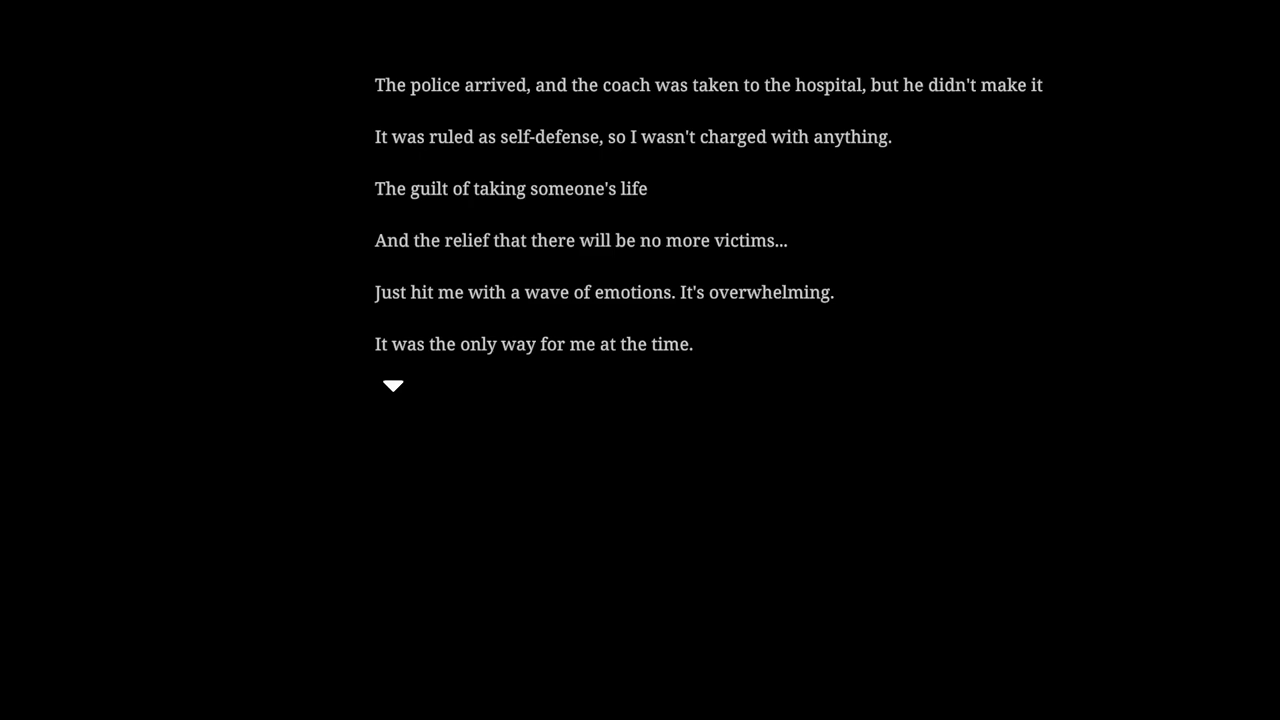 The police arrived, and the coach was taken to the hospital, but he didn't make it
It was ruled as self-defense, so I wasn't charged with anything.
The guilt of taking someone's life
And the relief that there will be no more victims...
Just hit me with a wave of emotions. It's overwhelming.
It was the only way for me at the time.